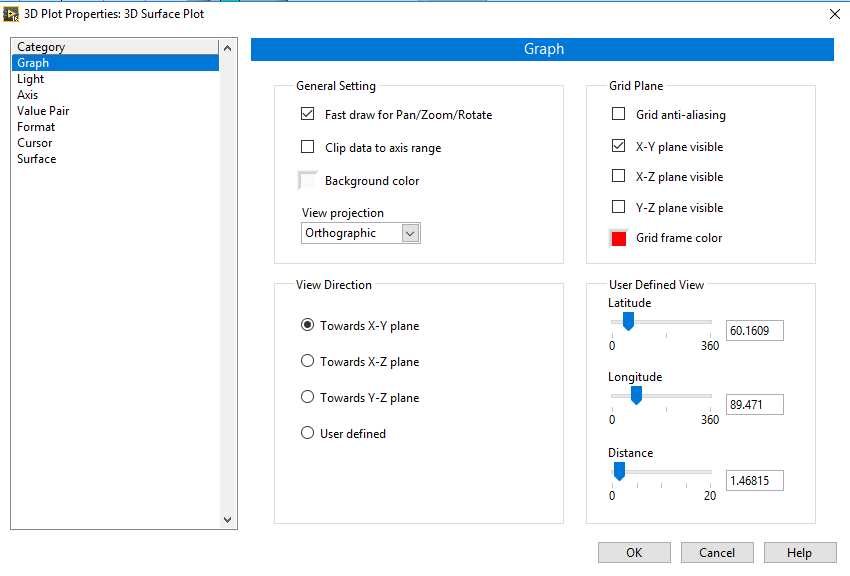 3D Plot Properties: 3D Surface Plot
Category
Graph
Light
Axis
Value Pair
Format
Cursor
Surface
Graph
General Setting
Fast draw for Pan/Zoom/Rotate
Clip data to axis range
Background color
View projection
Orthographic
Grid Plane
Grid anti-aliasing
X-Y plane visible
X-Z plane visible
Y-Z plane visible
Grid frame color
View Direction
Towards X-Y plane
Towards X-Z plane
Towards Y-Z plane
User defined
User Defined View
Latitude
60.1609
0 360
Longitude
89.471
0 360
Distance
1.46815
0 20
OK Cancel Help